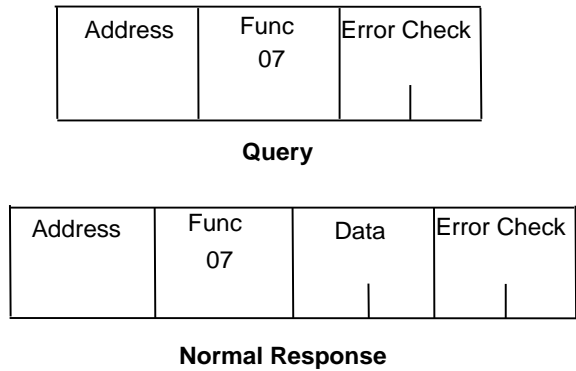 Address Func Error Check
07
Query
Address Func Data Error Check
07
Normal Response